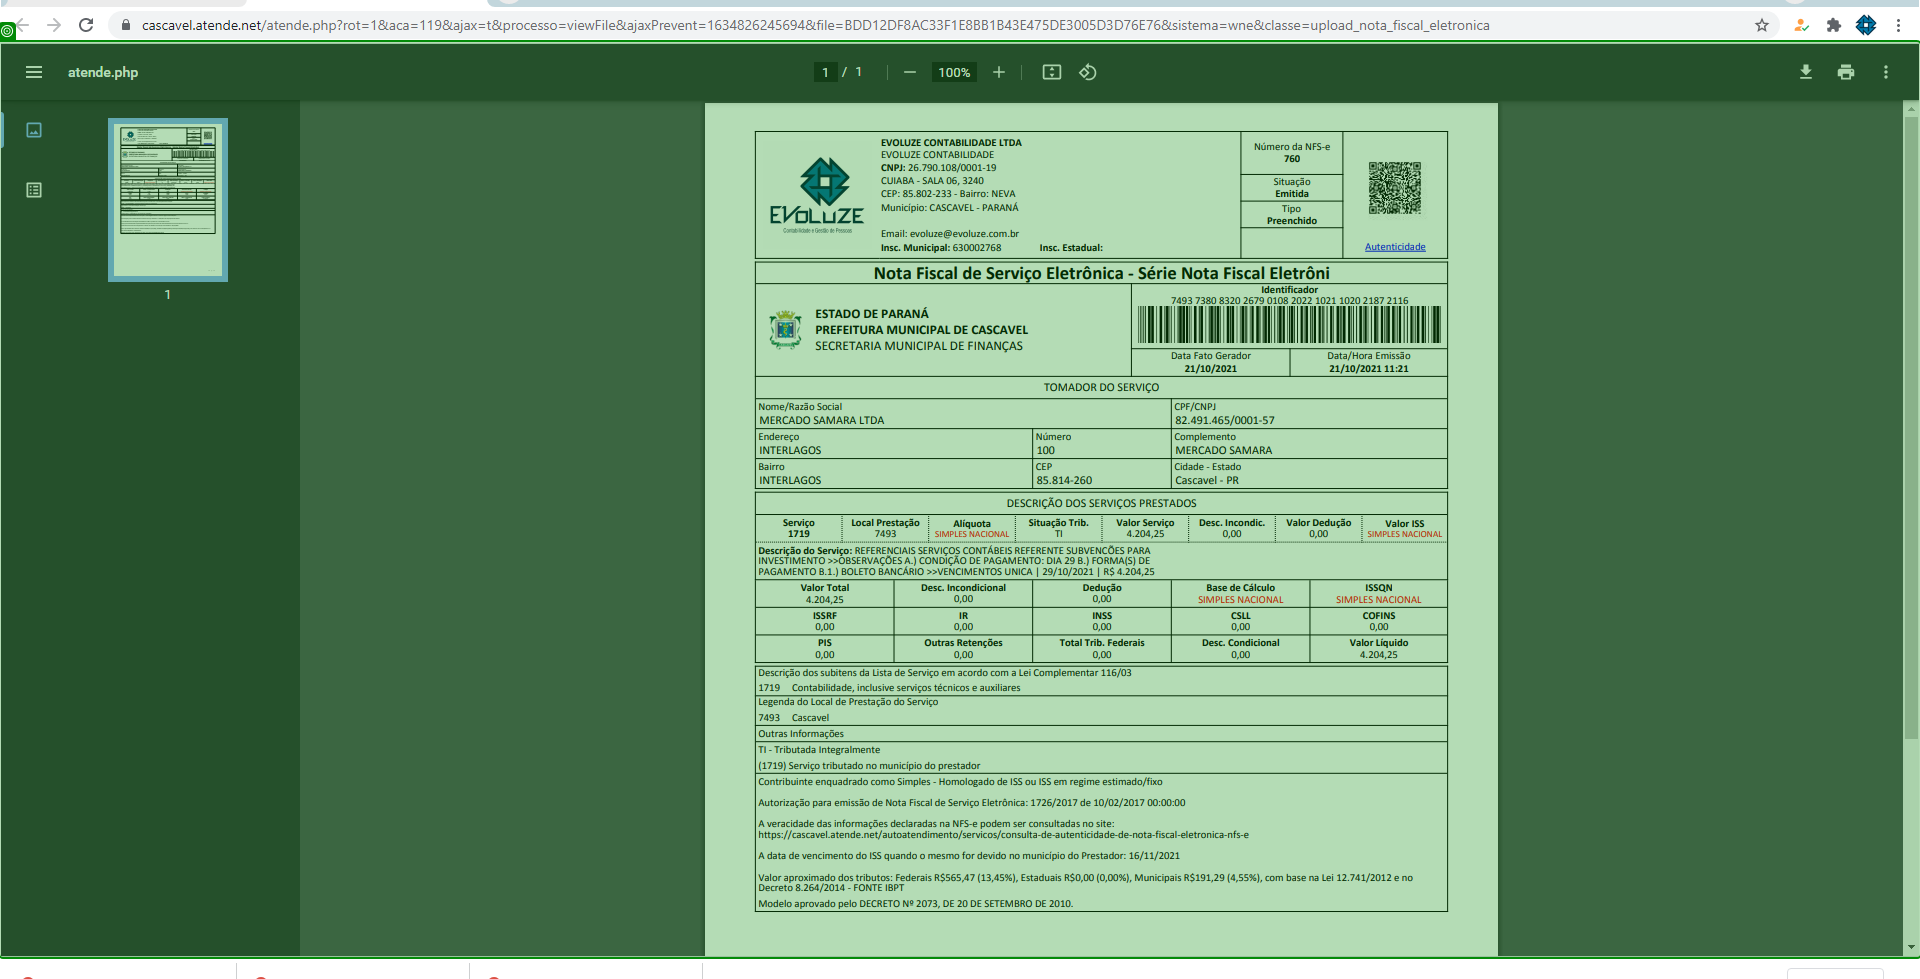 cascavel.atende.net/atende.php?rot=1&aca=119&ajax=t&processo=viewFile&ajaxPrevent=1634826245694&file=BDD12DF8AC33F1E8BB1B43E475DE3005D3D76E76&sistema=wne&classe=upload_nota_fiscal_eletronica
atende.php
1 / 1
100%
1
EVOLUZE
Contabilidade e Gestão de Pessoas
EVOLUZE CONTABILIDADE LTDA
EVOLUZE CONTABILIDADE
CNPJ: 26.790.108/0001-19
CUIABA - SALA 06, 3240
CEP: 85.802-233 - Bairro: NEVA
Município: CASCAVEL - PARANÁ
Email: evoluze@evoluze.com.br
Insc. Municipal: 630002768 Insc. Estadual:
Número da NFS-e
760
Situação
Emitida
Tipo
Preenchido
Autenticidade
Nota Fiscal de Serviço Eletrônica - Série Nota Fiscal Eletrôni
ESTADO DE PARANÁ
PREFEITURA MUNICIPAL DE CASCAVEL
SECRETARIA MUNICIPAL DE FINANÇAS
Identificador
7493 7380 8320 2679 0108 2022 1021 1020 2187 2116
Data Fato Gerador Data/Hora Emissão
21/10/2021 21/10/2021 11:21
TOMADOR DO SERVIÇO
Nome/Razão Social CPF/CNPJ
MERCADO SAMARA LTDA 82.491.465/0001-57
Endereço Número Complemento
INTERLAGOS 100 MERCADO SAMARA
Bairro CEP Cidade - Estado
INTERLAGOS 85.814-260 Cascavel - PR
DESCRIÇÃO DOS SERVIÇOS PRESTADOS
Serviço Local Prestação Alíquota Situação Trib. Valor Serviço Desc. Incondic. Valor Dedução Valor ISS
1719 7493 SIMPLES NACIONAL TI 4.204,25 0,00 0,00 SIMPLES NACIONAL
Descrição do Serviço: REFERENCIAIS SERVIÇOS CONTÁBEIS REFERENTE SUBVENCÕES PARA
INVESTIMENTO >>OBSERVAÇÕES A.) CONDIÇÃO DE PAGAMENTO: DIA 29 B.) FORMA(S) DE
PAGAMENTO B.1.) BOLETO BANCÁRIO >>VENCIMENTOS UNICA | 29/10/2021 | R$ 4.204,25
Valor Total Desc. Incondicional Dedução Base de Cálculo ISSQN
4.204,25 0,00 0,00 SIMPLES NACIONAL SIMPLES NACIONAL
ISSRF IR INSS CSLL COFINS
0,00 0,00 0,00 0,00 0,00
PIS Outras Retenções Total Trib. Federais Desc. Condicional Valor Líquido
0,00 0,00 0,00 0,00 4.204,25
Descrição dos subitens da Lista de Serviço em acordo com a Lei Complementar 116/03
1719 Contabilidade, inclusive serviços técnicos e auxiliares
Legenda do Local de Prestação do Serviço
7493 Cascavel
Outras Informações
TI - Tributada Integralmente
(1719) Serviço tributado no município do prestador
Contribuinte enquadrado como Simples - Homologado de ISS ou ISS em regime estimado/fixo
Autorização para emissão de Nota Fiscal de Serviço Eletrônica: 1726/2017 de 10/02/2017 00:00:00
A veracidade das informações declaradas na NFS-e podem ser consultadas no site:
https://cascavel.atende.net/autoatendimento/servicos/consulta-de-autenticidade-de-nota-fiscal-eletronica-nfs-e
A data de vencimento do ISS quando o mesmo for devido no município do Prestador: 16/11/2021
Valor aproximado dos tributos: Federais R$565,47 (13,45%), Estaduais R$0,00 (0,00%), Municipais R$191,29 (4,55%), com base na Lei 12.741/2012 e no
Decreto 8.264/2014 - FONTE IBPT
Modelo aprovado pelo DECRETO Nº 2073, DE 20 DE SETEMBRO DE 2010.